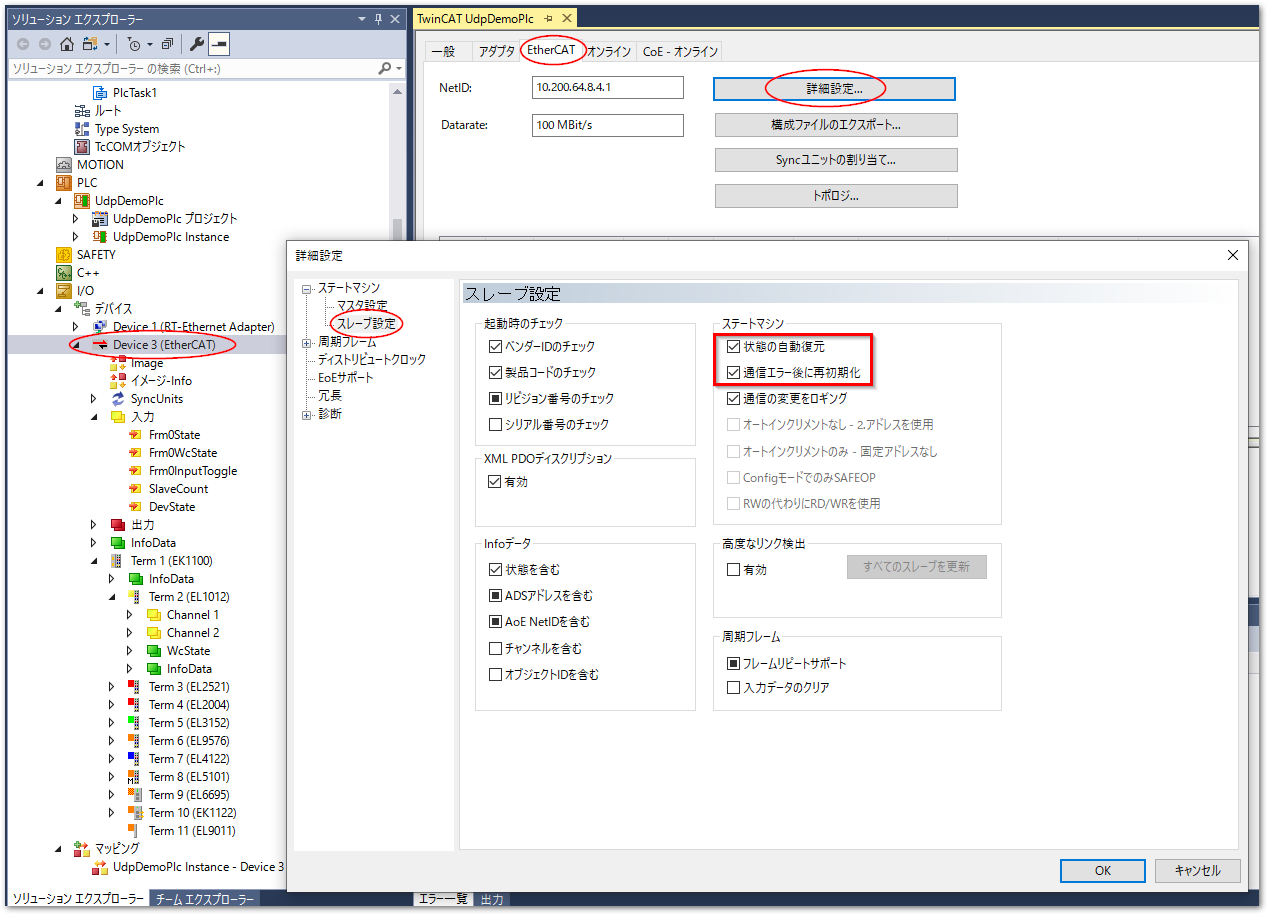 ソリューション エクスプローラー
ソリューション エクスプローラー の検索 (Ctrl+:)
PlcTask1
ルート
Type System
TcCOMオブジェクト
MOTION
PLC
UdpDemoPlc
UdpDemoPlc プロジェクト
UdpDemoPlc Instance
SAFETY
C++
I/O
デバイス
Device 1 (RT-Ethernet Adapter)
Device 3 (EtherCAT)
Image
イメージ-Info
SyncUnits
入力
Frm0State
Frm0WcState
Frm0InputToggle
SlaveCount
DevState
出力
InfoData
Term 1 (EK1100)
InfoData
Term 2 (EL1012)
Channel 1
Channel 2
WcState
InfoData
Term 3 (EL2521)
Term 4 (EL2004)
Term 5 (EL3152)
Term 6 (EL9576)
Term 7 (EL4122)
Term 8 (EL5101)
Term 9 (EL6695)
Term 10 (EK1122)
Term 11 (EL9011)
マッピング
UdpDemoPlc Instance - Device 3
ソリューション エクスプローラー チーム エクスプローラー
TwinCAT UdpDemoPlc
一般 アダプタ EtherCAT オンライン CoE - オンライン
NetID: 10.200.64.8.4.1 詳細設定...
Datarate: 100 MBit/s 構成ファイルのエクスポート...
Syncユニットの割り当て...
トポロジ...
詳細設定
ステートマシン
マスタ設定
スレーブ設定
周期フレーム
ディストリビュートクロック
EoEサポート
冗長
診断
スレーブ設定
起動時のチェック
ベンダーIDのチェック
製品コードのチェック
リビジョン番号のチェック
シリアル番号のチェック
XML PDOディスクリプション
有効
Infoデータ
状態を含む
ADSアドレスを含む
AoE NetIDを含む
チャンネルを含む
オブジェクトIDを含む
ステートマシン
状態の自動復元
通信エラー後に再初期化
通信の変更をロギング
オートインクリメントなし - 2.アドレスを使用
オートインクリメントのみ - 固定アドレスなし
ConfigモードでのみSAFEOP
RWの代わりにRD/WRを使用
高度なリンク検出
有効 すべてのスレーブを更新
周期フレーム
フレームリピートサポート
入力データのクリア
OK キャンセル
エラー一覧 出力